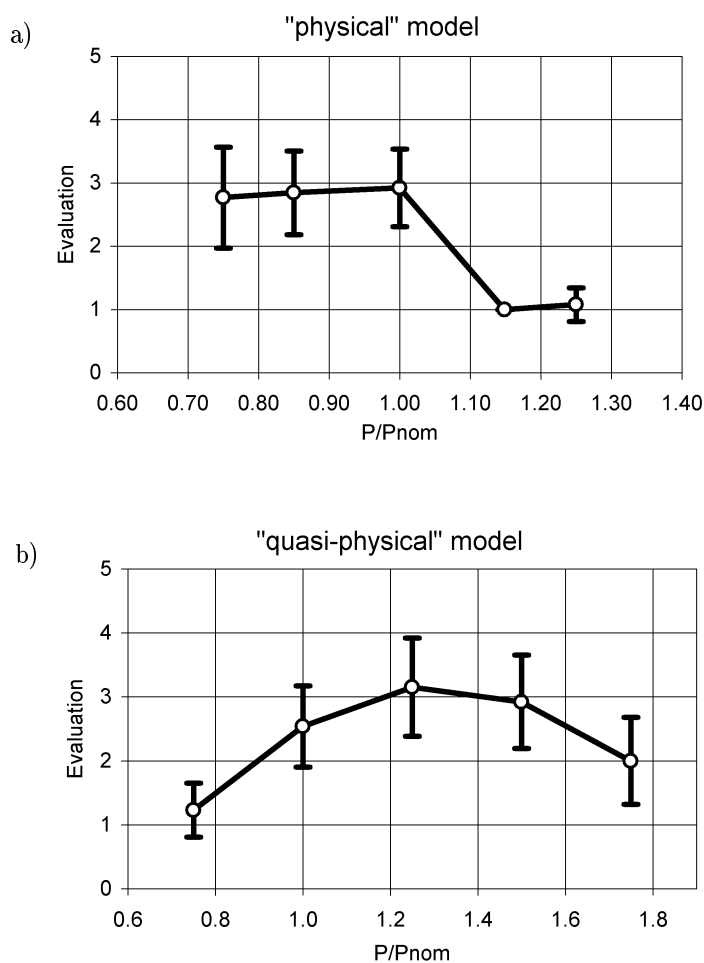 a)
"physical" model
5
4
3
2
1
0
Evaluation
0.60 0.70 0.80 0.90 1.00 1.10 1.20 1.30 1.40
P/Pnom
b)
"quasi-physical" model
5
4
3
2
1
0
Evaluation
0.6 0.8 1.0 1.2 1.4 1.6 1.8
P/Pnom